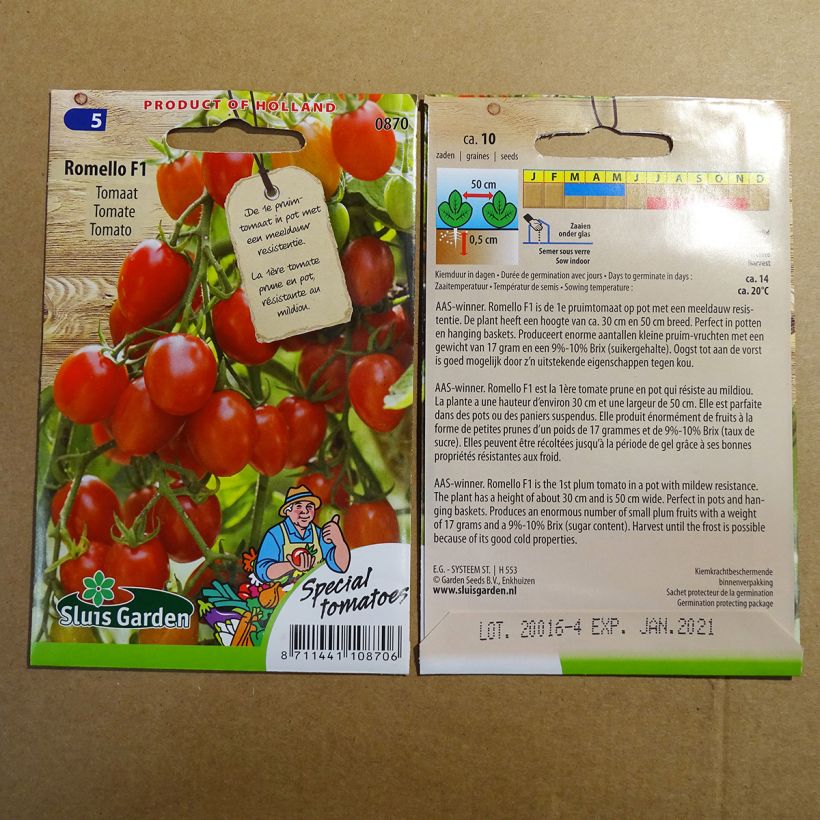 PRODUCT OF HOLLAND
5
0870
Romello F1
Tomaat
Tomate
Tomato
De 1e pruim-
tomaat in pot met
een meeldauw
resistentie.
La 1ère tomate
prune en pot,
résistante au
mildiou.
Special
tomatoes
Sluis Garden
8 711441 108706
ca. 10
zaden | graines | seeds
J F M A M J J A S O N D
50 cm
0,5 cm
Zaaien
onder glas
Semer sous verre
Sow indoor
harvest
Kiemduur in dagen • Durée de germination avec jours • Days to germinate in days : ca. 14
Zaaitemperatuur • Températur de semis • Sowing temperature : ca. 20°C
AAS-winner. Romello F1 is de 1e pruimtomaat op pot met een meeldauw resis-
tentie. De plant heeft een hoogte van ca. 30 cm en 50 cm breed. Perfect in potten
en hanging baskets. Produceert enorme aantallen kleine pruim-vruchten met een
gewicht van 17 gram en een 9%-10% Brix (suikergehalte). Oogst tot aan de vorst
is goed mogelijk door z'n uitstekende eigenschappen tegen kou.
AAS-winner. Romello F1 est la 1ère tomate prune en pot qui résiste au mildiou.
La plante a une hauteur d'environ 30 cm et une largeur de 50 cm. Elle est parfaite
dans des pots ou des paniers suspendus. Elle produit énormément de fruits à la
forme de petites prunes d'un poids de 17 grammes et de 9%-10% Brix (taux de
sucre). Elles peuvent être récoltées jusqu'à la période de gel grâce à ses bonnes
propriétés résistantes aux froid.
AAS-winner. Romello F1 is the 1st plum tomato in a pot with mildew resistance.
The plant has a height of about 30 cm and is 50 cm wide. Perfect in pots and han-
ging baskets. Produces an enormous number of small plum fruits with a weight
of 17 grams and a 9%-10% Brix (sugar content). Harvest until the frost is possible
because of its good cold properties.
E.G. - SYSTEEM ST. | H 553
© Garden Seeds B.V., Enkhuizen
www.sluisgarden.nl
Kiemkrachtbeschermende
binnenverpakking
Sachet protecteur de la germination
Germination protecting package
LOT. 20016-4 EXP. JAN.2021